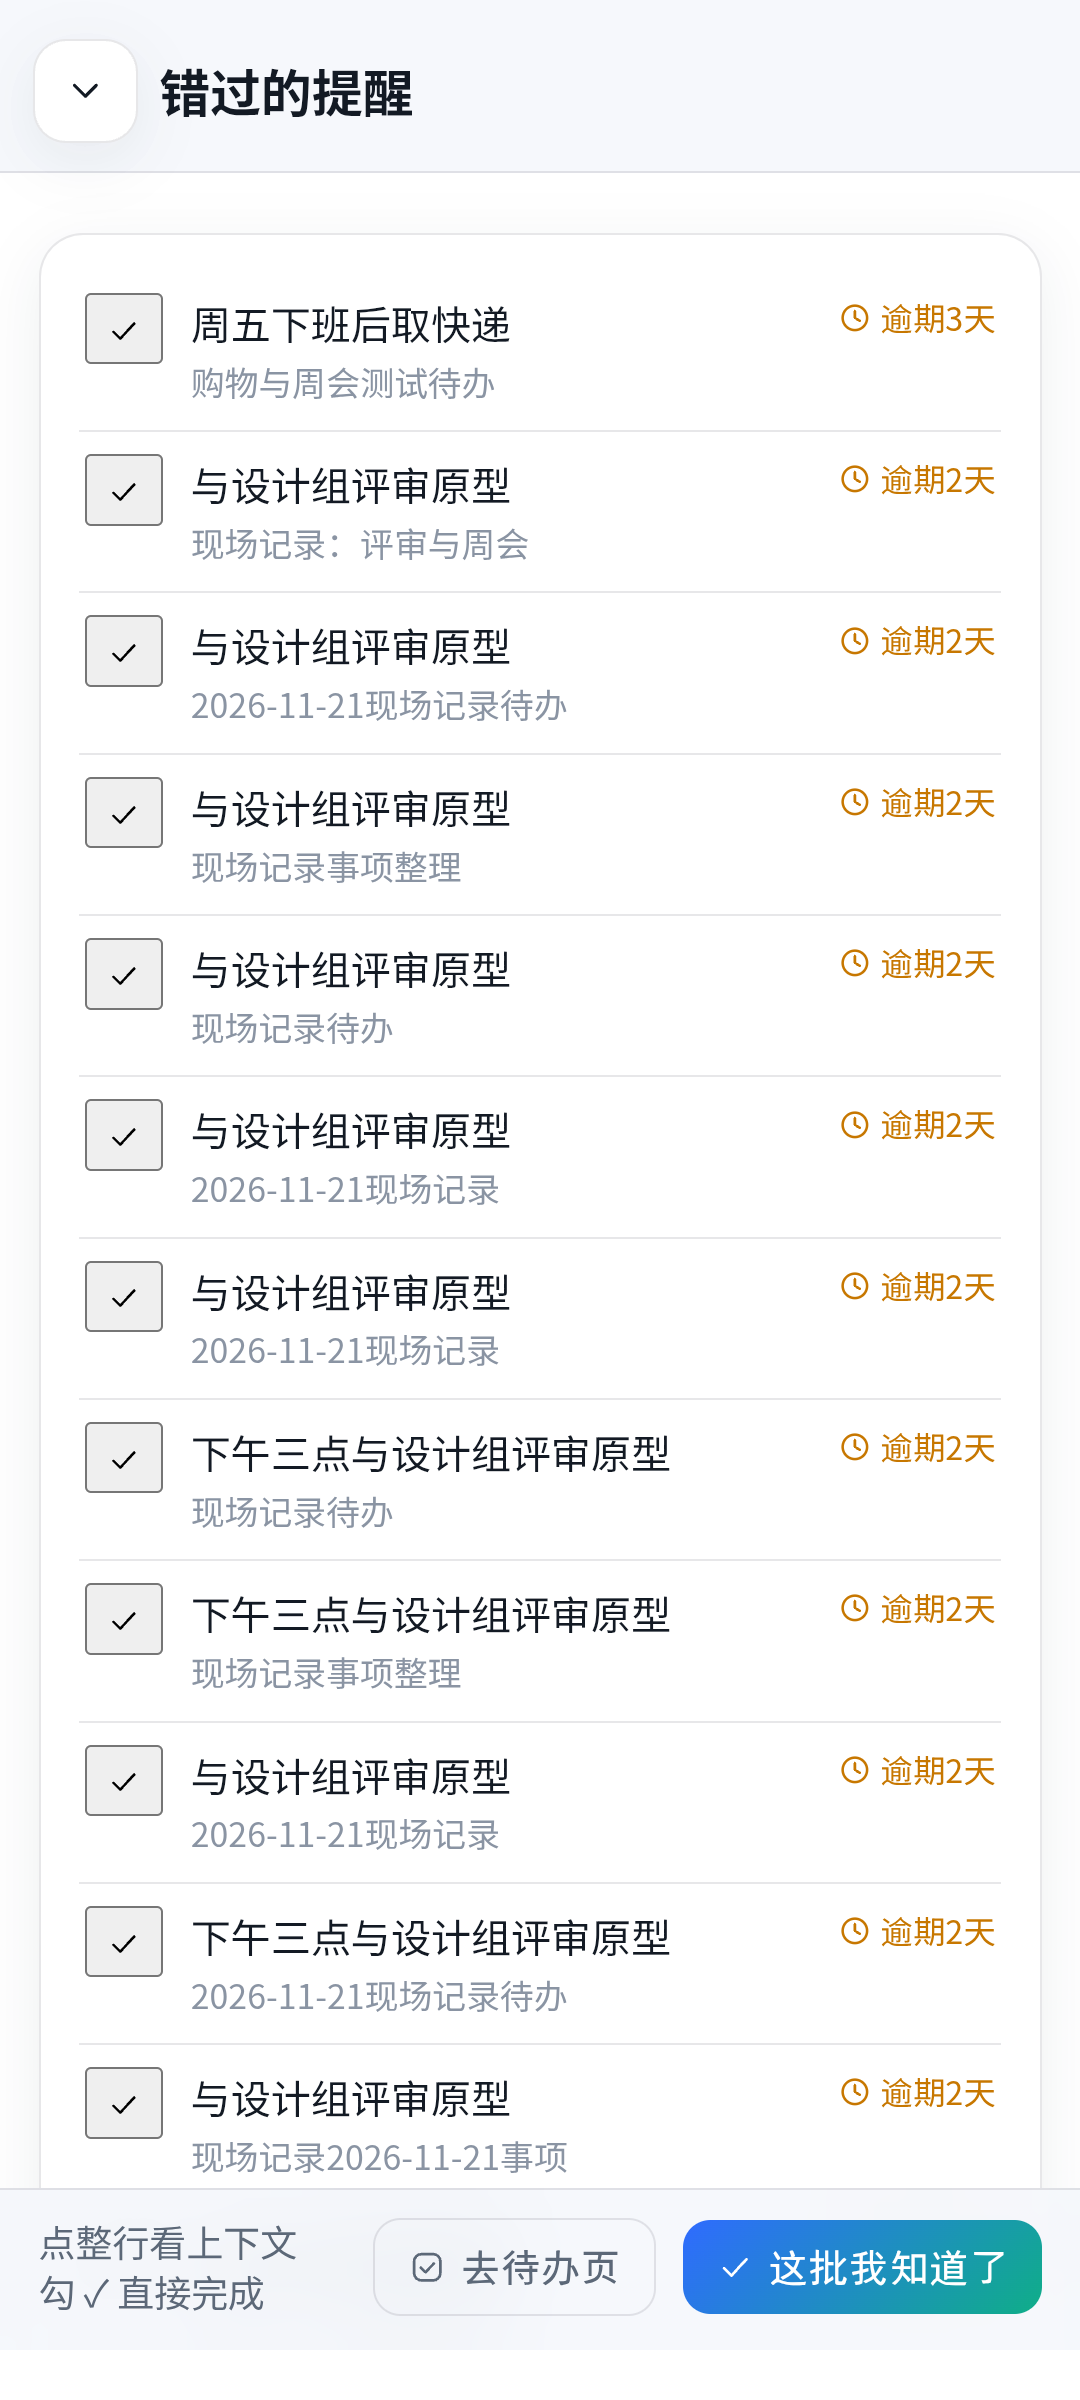 错过的提醒
周五下班后取快递
逾期3天
购物与周会测试待办
与设计组评审原型
逾期2天
现场记录：评审与周会
与设计组评审原型
逾期2天
2026-11-21现场记录待办
与设计组评审原型
逾期2天
现场记录事项整理
与设计组评审原型
逾期2天
现场记录待办
与设计组评审原型
逾期2天
2026-11-21现场记录
与设计组评审原型
逾期2天
2026-11-21现场记录
下午三点与设计组评审原型
逾期2天
现场记录待办
下午三点与设计组评审原型
逾期2天
现场记录事项整理
与设计组评审原型
逾期2天
2026-11-21现场记录
下午三点与设计组评审原型
逾期2天
2026-11-21现场记录待办
与设计组评审原型
逾期2天
现场记录2026-11-21事项
点整行看上下文
勾 ✓ 直接完成
去待办页
这批我知道了